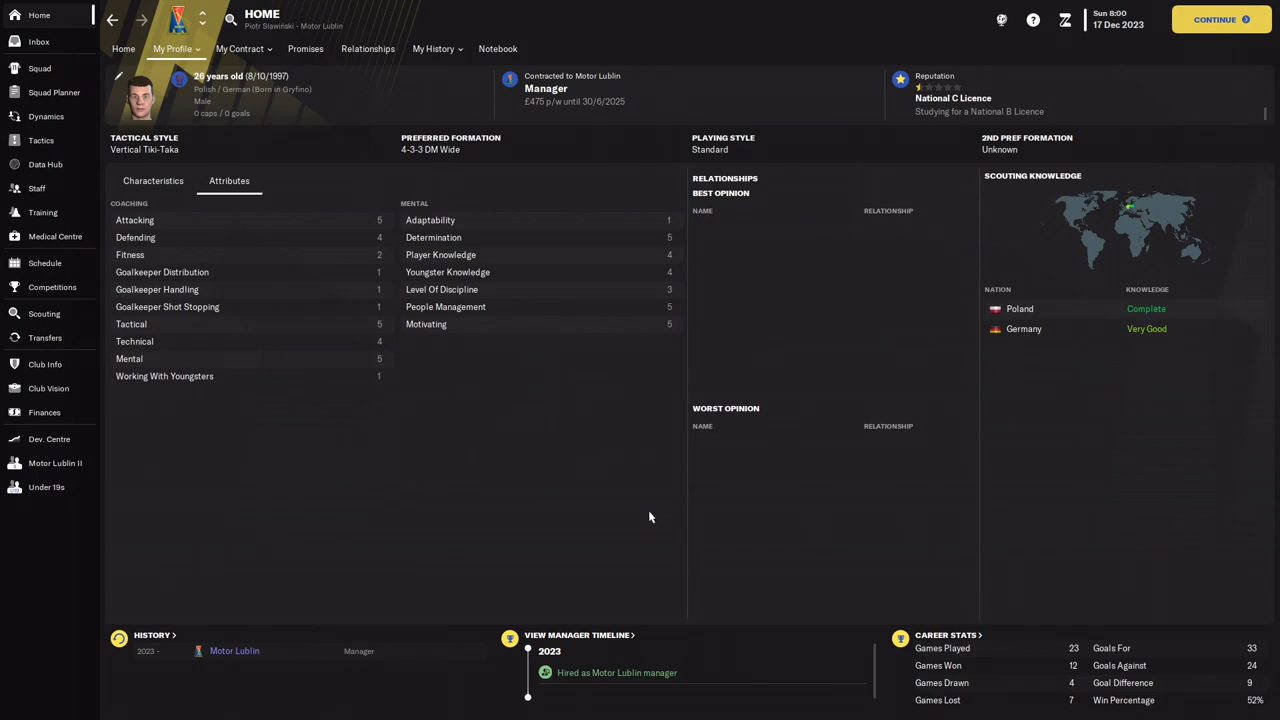 Home
HOME
Piotr Slawiński - Motor Lublin
Sun 8:00
17 Dec 2023
CONTINUE
Inbox
Home My Profile My Contract Promises Relationships My History Notebook
Squad
Squad Planner
Dynamics
Tactics
Data Hub
Staff
Training
Medical Centre
Schedule
Competitions
Scouting
Transfers
Club Info
Club Vision
Finances
Dev. Centre
Motor Lublin II
Under 19s
26 years old (8/10/1997)
Polish / German (Born in Gryfino)
Male
0 caps / 0 goals
Contracted to Motor Lublin
Manager
£475 p/w until 30/6/2025
Reputation
National C Licence
Studying for a National B Licence
TACTICAL STYLE
Vertical Tiki-Taka
PREFERRED FORMATION
4-3-3 DM Wide
PLAYING STYLE
Standard
2ND PREF FORMATION
Unknown
Characteristics Attributes
COACHING
Attacking 5
Defending 4
Fitness 2
Goalkeeper Distribution 1
Goalkeeper Handling 1
Goalkeeper Shot Stopping 1
Tactical 5
Technical 4
Mental 5
Working With Youngsters 1
MENTAL
Adaptability 1
Determination 5
Player Knowledge 4
Youngster Knowledge 4
Level Of Discipline 3
People Management 5
Motivating 5
RELATIONSHIPS
BEST OPINION
NAME RELATIONSHIP
WORST OPINION
NAME RELATIONSHIP
SCOUTING KNOWLEDGE
NATION KNOWLEDGE
Poland Complete
Germany Very Good
HISTORY >
2023 - Motor Lublin Manager
VIEW MANAGER TIMELINE >
2023
Hired as Motor Lublin manager
CAREER STATS >
Games Played 23 Goals For 33
Games Won 12 Goals Against 24
Games Drawn 4 Goal Difference 9
Games Lost 7 Win Percentage 52%